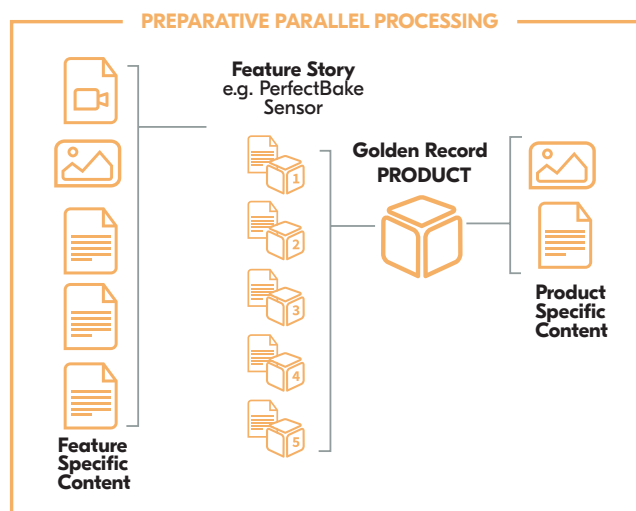 PREPARATIVE PARALLEL PROCESSING
Feature Story
e.g. PerfectBake
Sensor
1
2
3
4
5
Golden Record
PRODUCT
Product
Specific
Content
Feature
Specific
Content